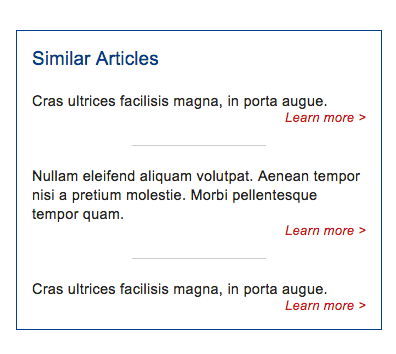 Similar Articles
Cras ultrices facilisis magna, in porta augue.
Learn more >
Nullam eleifend aliquam volutpat. Aenean tempor
nisi a pretium molestie. Morbi pellentesque
tempor quam.
Learn more >
Cras ultrices facilisis magna, in porta augue.
Learn more >